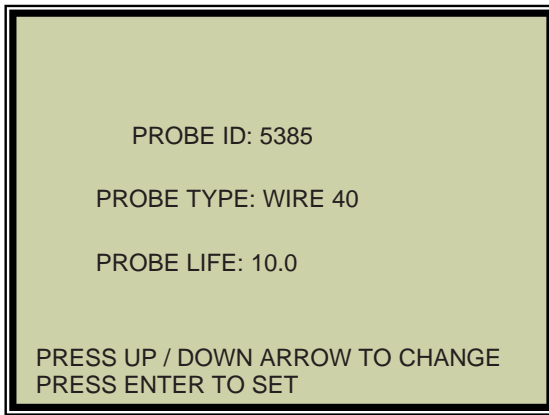 PROBE ID: 5385
PROBE TYPE: WIRE 40
PROBE LIFE: 10.0
PRESS UP / DOWN ARROW TO CHANGE
PRESS ENTER TO SET